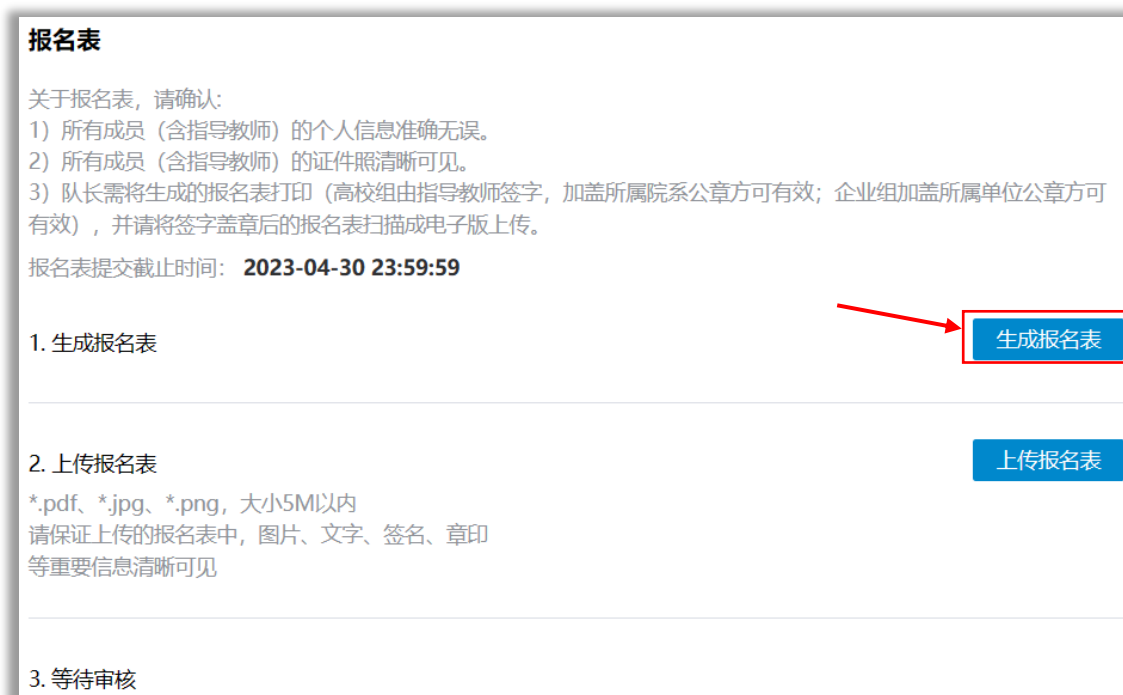 报名表
关于报名表，请确认:
1）所有成员（含指导教师）的个人信息准确无误。
2）所有成员（含指导教师）的证件照清晰可见。
3）队长需将生成的报名表打印（高校组由指导教师签字，加盖所属院系公章方可有效；企业组加盖所属单位公章方可
有效），并请将签字盖章后的报名表扫描成电子版上传。
报名表提交截止时间： 2023-04-30 23:59:59
1. 生成报名表
生成报名表
2. 上传报名表
上传报名表
*.pdf、*.jpg、*.png，大小5M以内
请保证上传的报名表中，图片、文字、签名、章印
等重要信息清晰可见
3. 等待审核